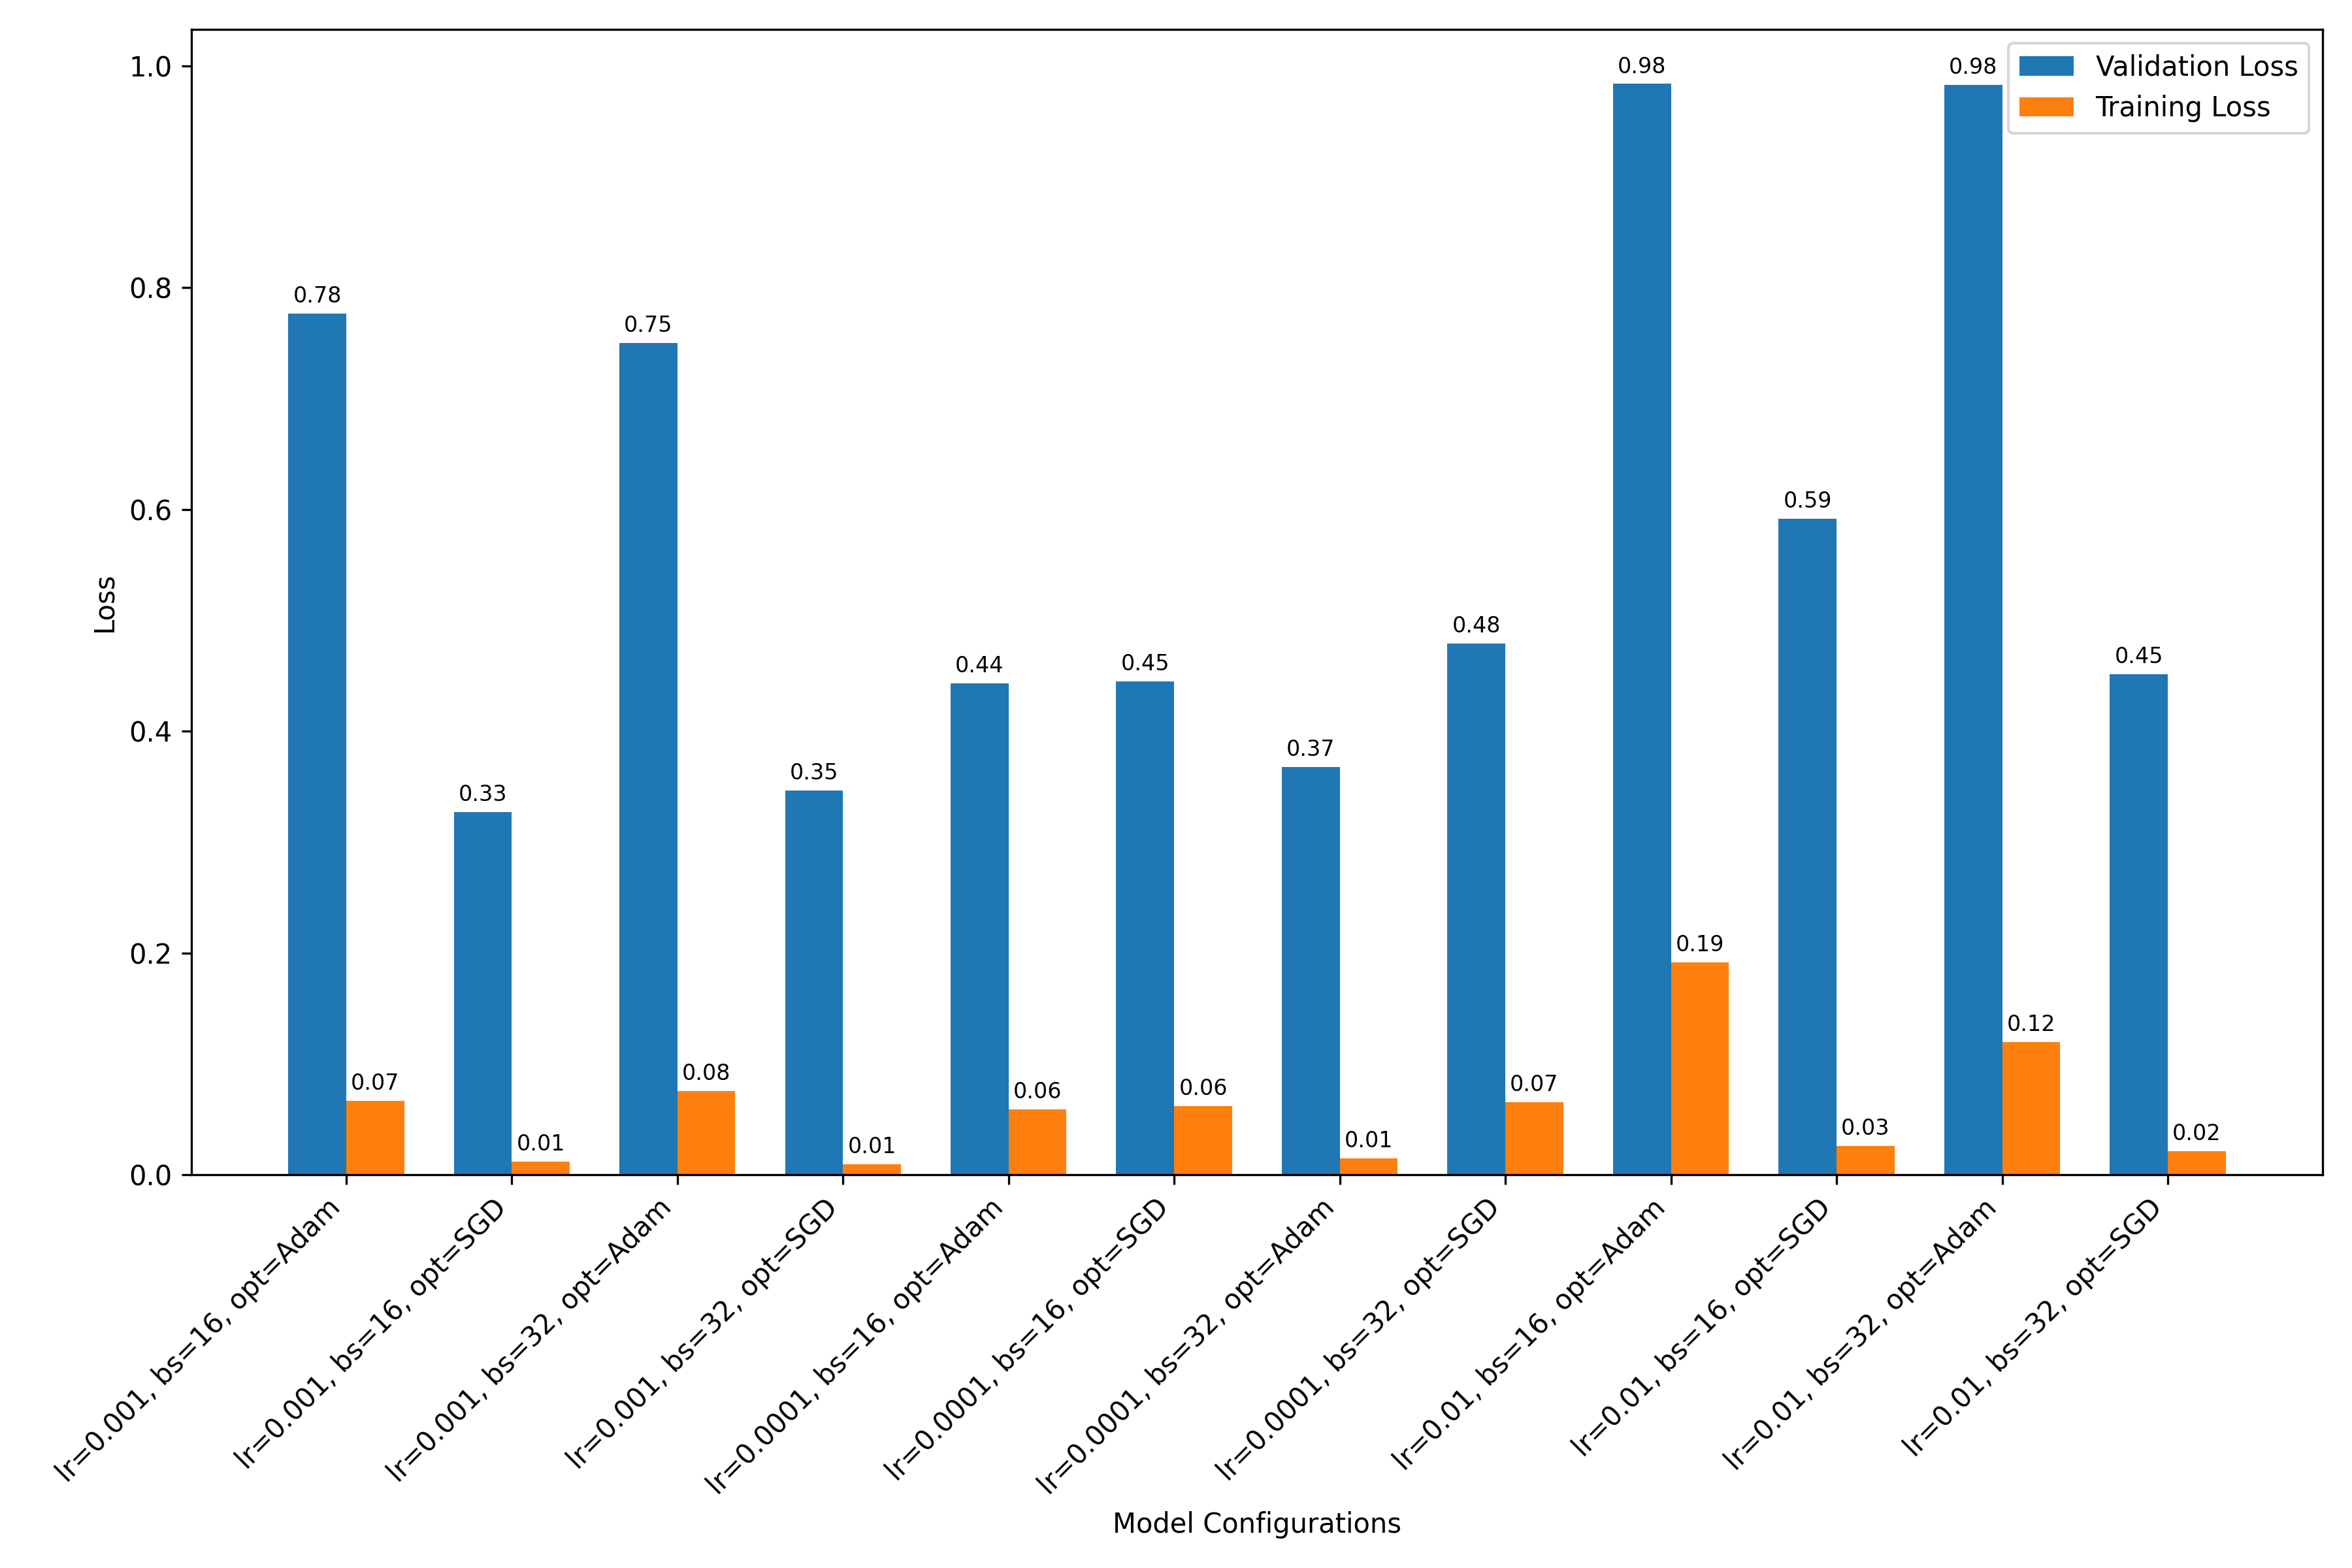 Validation Loss
Training Loss
1.0
0.8
0.6
0.4
0.2
0.0
Loss
0.78
0.07
0.33
0.01
0.75
0.08
0.35
0.01
0.44
0.06
0.45
0.06
0.37
0.01
0.48
0.07
0.98
0.19
0.59
0.03
0.98
0.12
0.45
0.02
lr=0.001, bs=16, opt=Adam
lr=0.001, bs=16, opt=SGD
lr=0.001, bs=32, opt=Adam
lr=0.001, bs=32, opt=SGD
lr=0.0001, bs=16, opt=Adam
lr=0.0001, bs=16, opt=SGD
lr=0.0001, bs=32, opt=Adam
lr=0.0001, bs=32, opt=SGD
lr=0.01, bs=16, opt=Adam
lr=0.01, bs=16, opt=SGD
lr=0.01, bs=32, opt=Adam
lr=0.01, bs=32, opt=SGD
Model Configurations